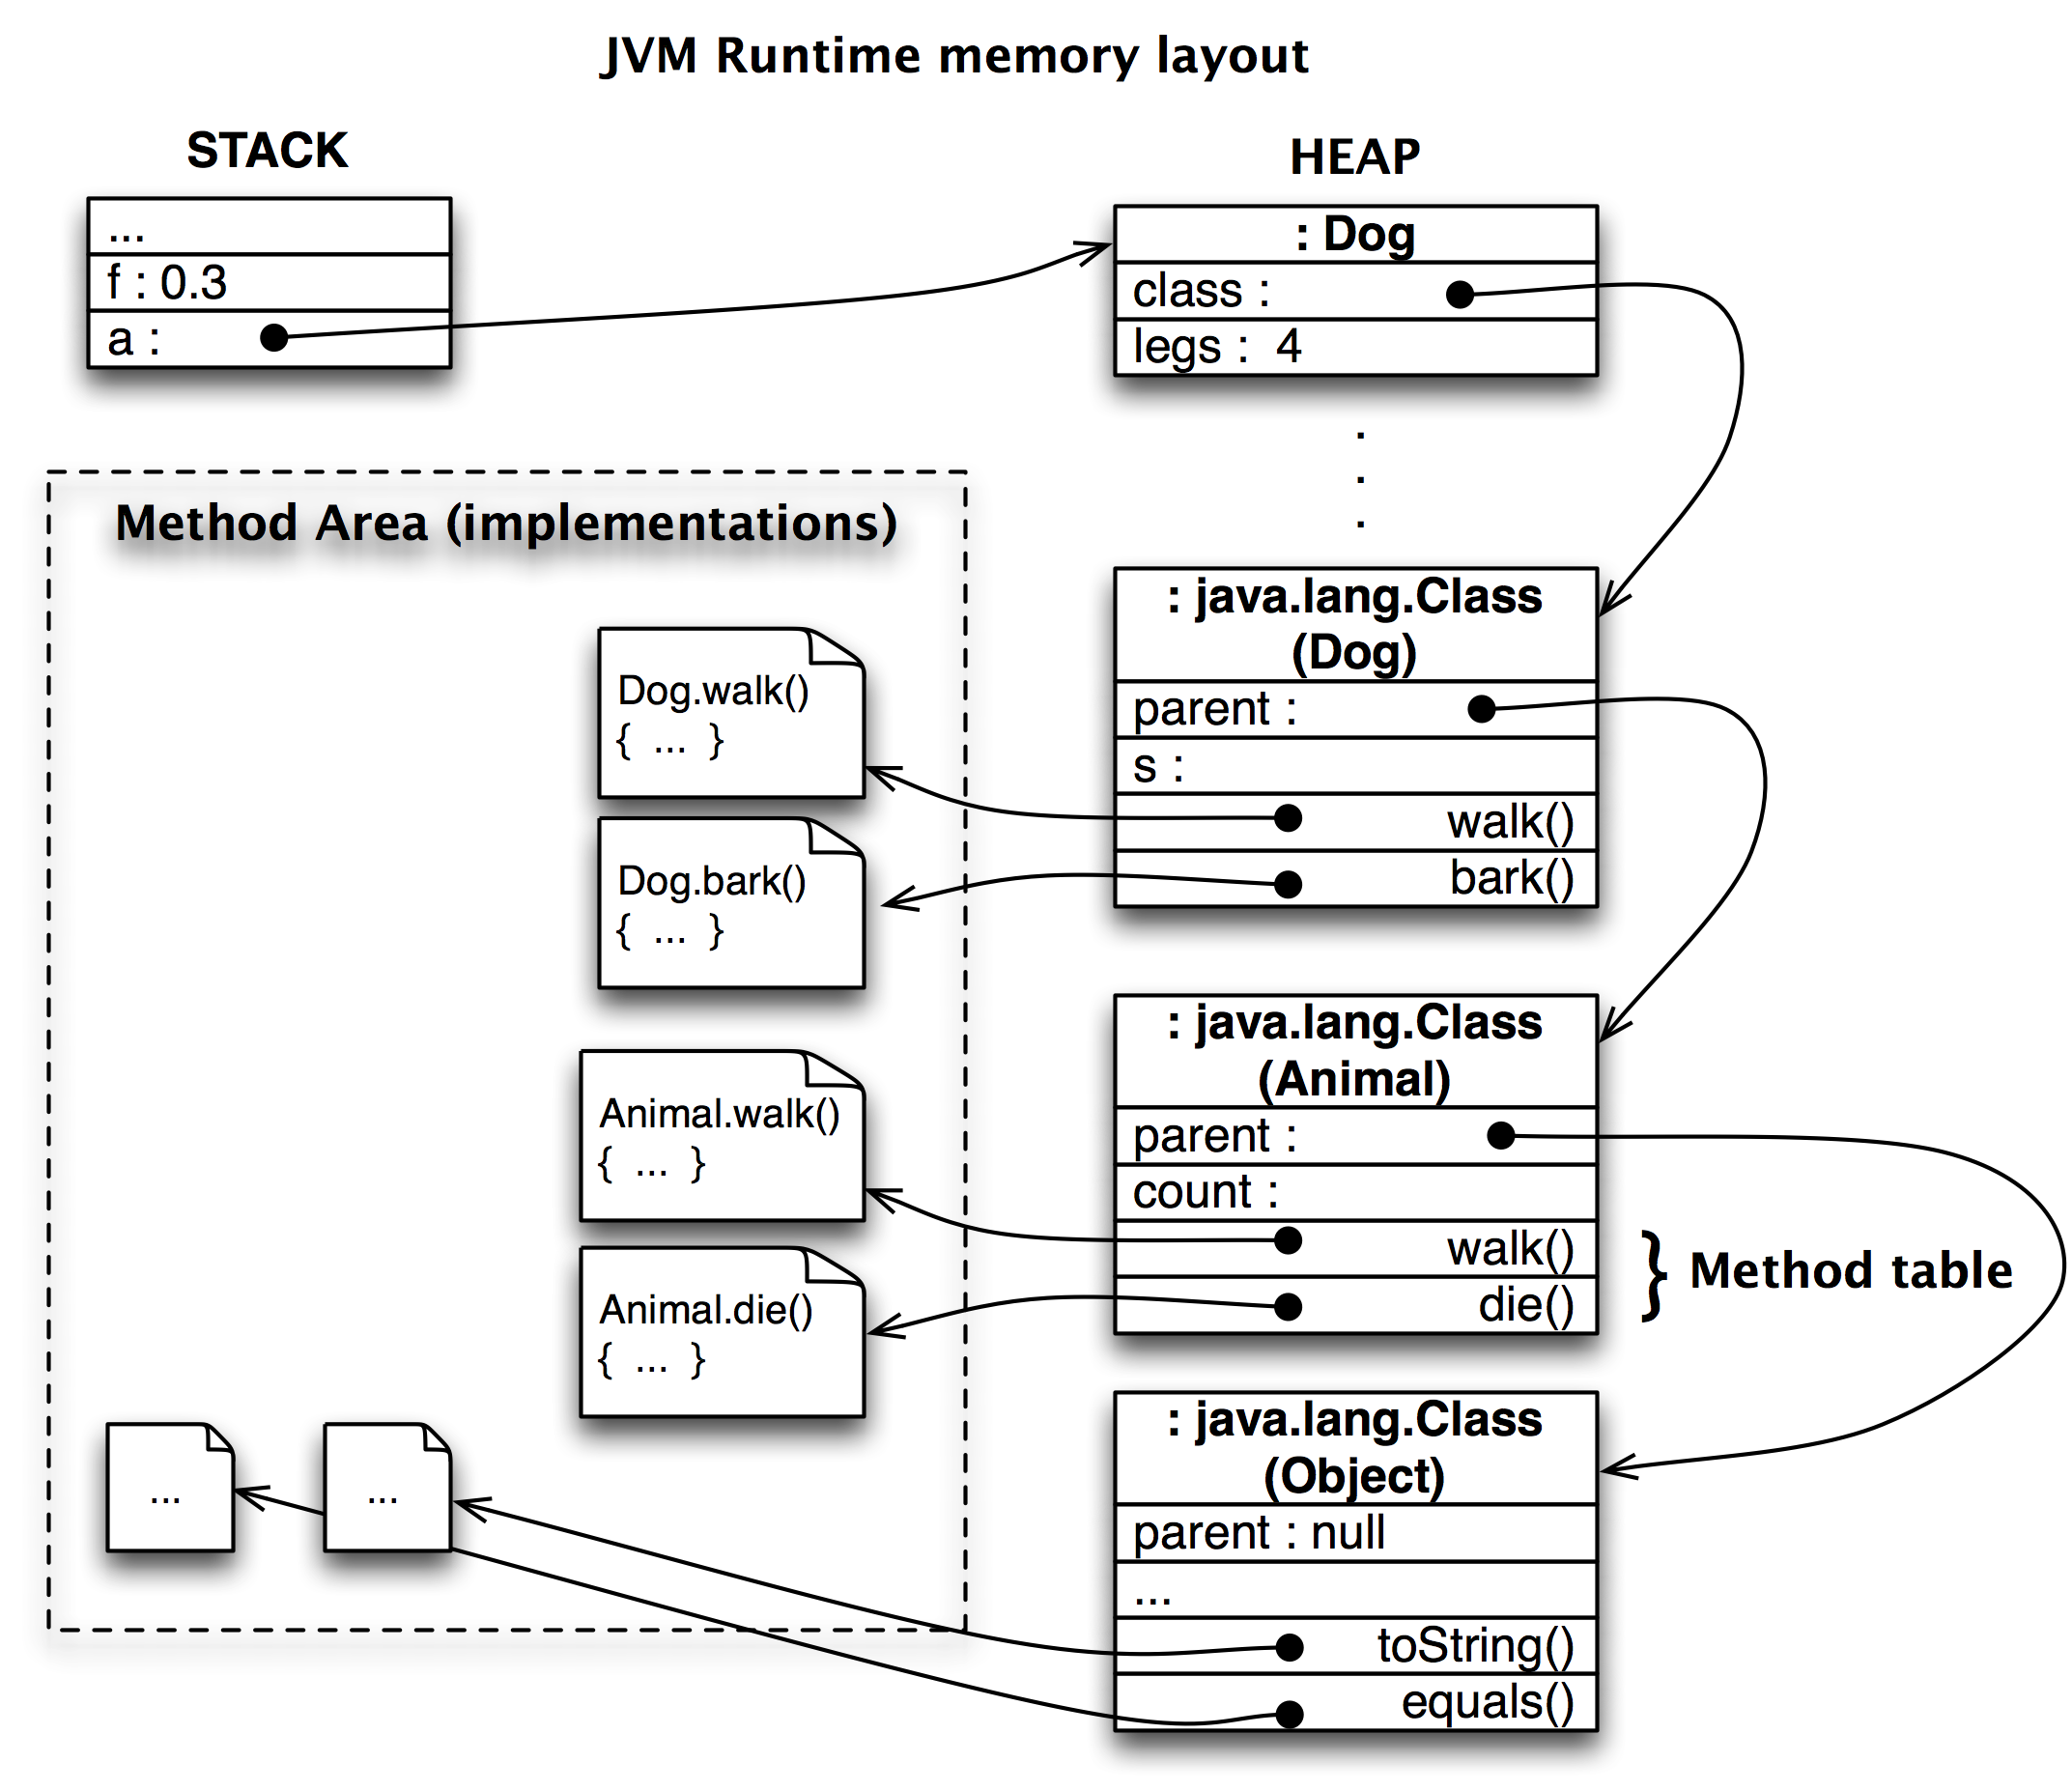 JVM Runtime memory layout
STACK
...
f : 0.3
a :
HEAP
: Dog
class :
legs : 4
.
.
.
Method Area (implementations)
Dog.walk()
{ ... }
Dog.bark()
{ ... }
Animal.walk()
{ ... }
Animal.die()
{ ... }
...
...
: java.lang.Class
(Dog)
parent :
s :
walk()
bark()
: java.lang.Class
(Animal)
parent :
count :
walk()
die()
} Method table
: java.lang.Class
(Object)
parent : null
...
toString()
equals()